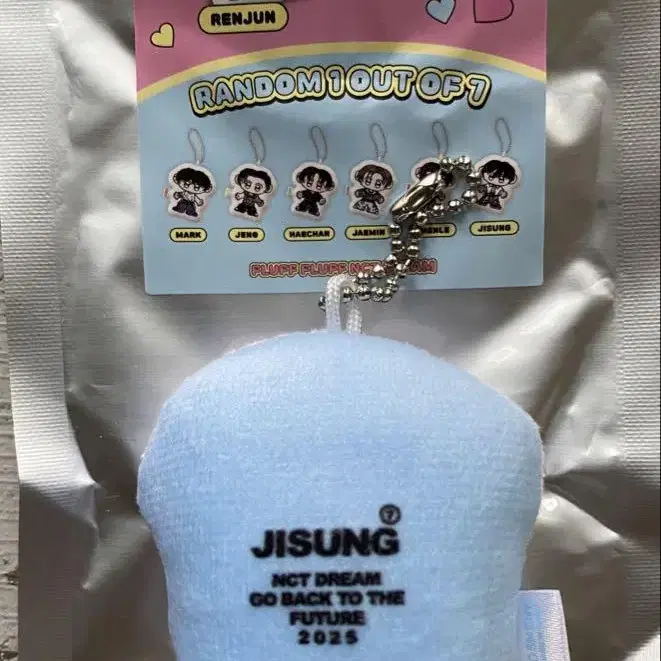 RENJUN
RANDOM 1 OUT OF 7
MARK JENO HAECHAN JAEMIN JISUNG
FLUFF FLUFF NCT
7
JISUNG
NCT DREAM
GO BACK TO THE
FUTURE
2025